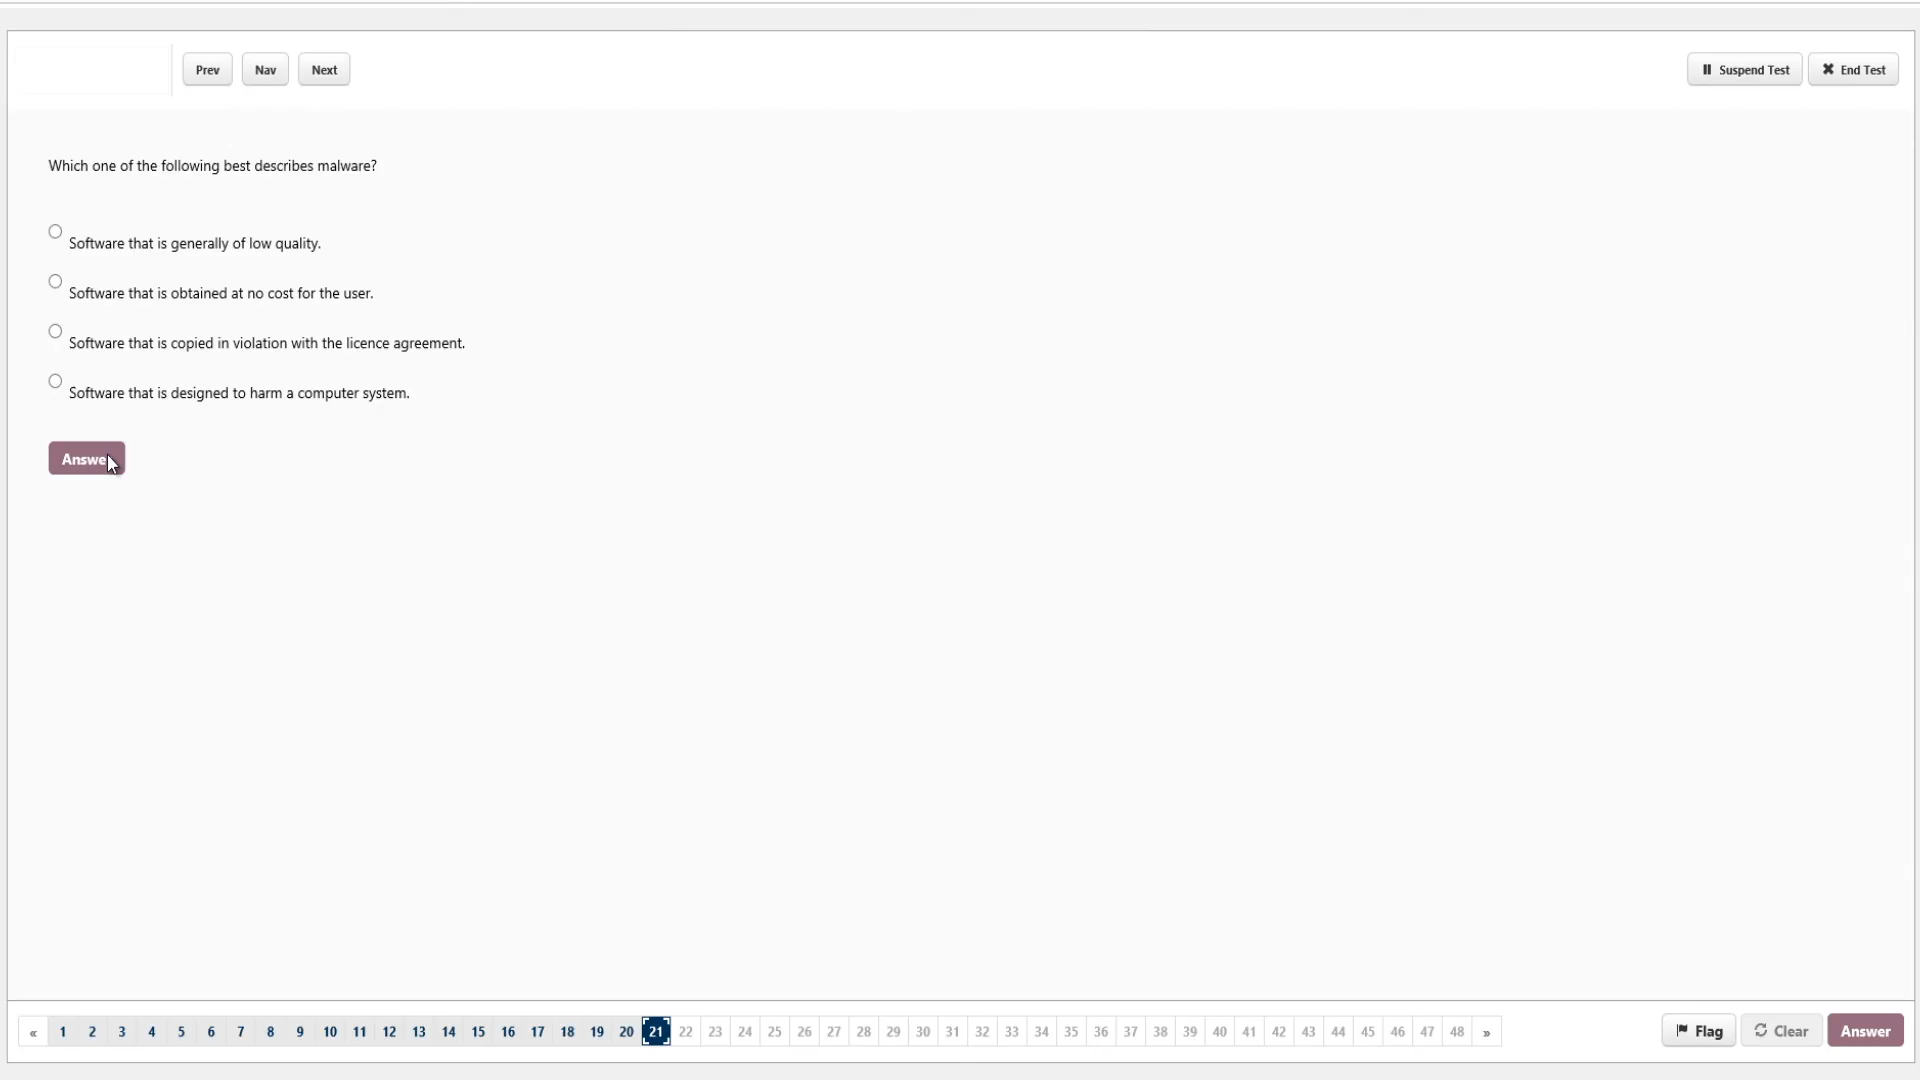 Prev Nav Next Suspend Test End Test
Which one of the following best describes malware?
Software that is generally of low quality.
Software that is obtained at no cost for the user.
Software that is copied in violation with the licence agreement.
Software that is designed to harm a computer system.
Answe
« 1 2 3 4 5 6 7 8 9 10 11 12 13 14 15 16 17 18 19 20 21 22 23 24 25 26 27 28 29 30 31 32 33 34 35 36 37 38 39 40 41 42 43 44 45 46 47 48 » Flag Clear Answer